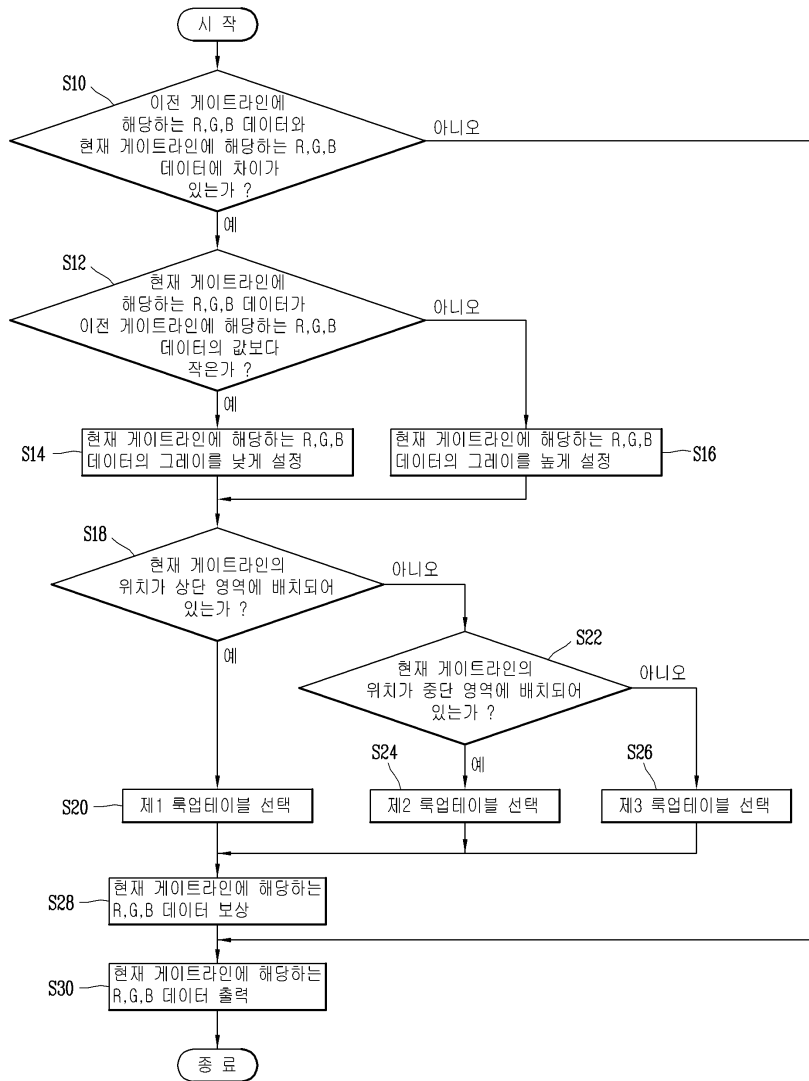 시 작
S10
이전 게이트라인에
해당하는 R,G,B 데이터와
현재 게이트라인에 해당하는 R,G,B
데이터에 차이가
있는가 ?
아니오
예
S12
현재 게이트라인에
해당하는 R,G,B 데이터가
이전 게이트라인에 해당하는 R,G,B
데이터의 값보다
작은가 ?
아니오
예
S14
현재 게이트라인에 해당하는 R,G,B
데이터의 그레이를 낮게 설정
현재 게이트라인에 해당하는 R,G,B
데이터의 그레이를 높게 설정
S16
S18
현재 게이트라인의
위치가 상단 영역에 배치되어
있는가 ?
아니오
예
S22
현재 게이트라인의
위치가 중단 영역에 배치되어
있는가 ?
아니오
예
S20
제1 룩업테이블 선택
S24
제2 룩업테이블 선택
S26
제3 룩업테이블 선택
S28
현재 게이트라인에 해당하는
R,G,B 데이터 보상
S30
현재 게이트라인에 해당하는
R,G,B 데이터 출력
종 료